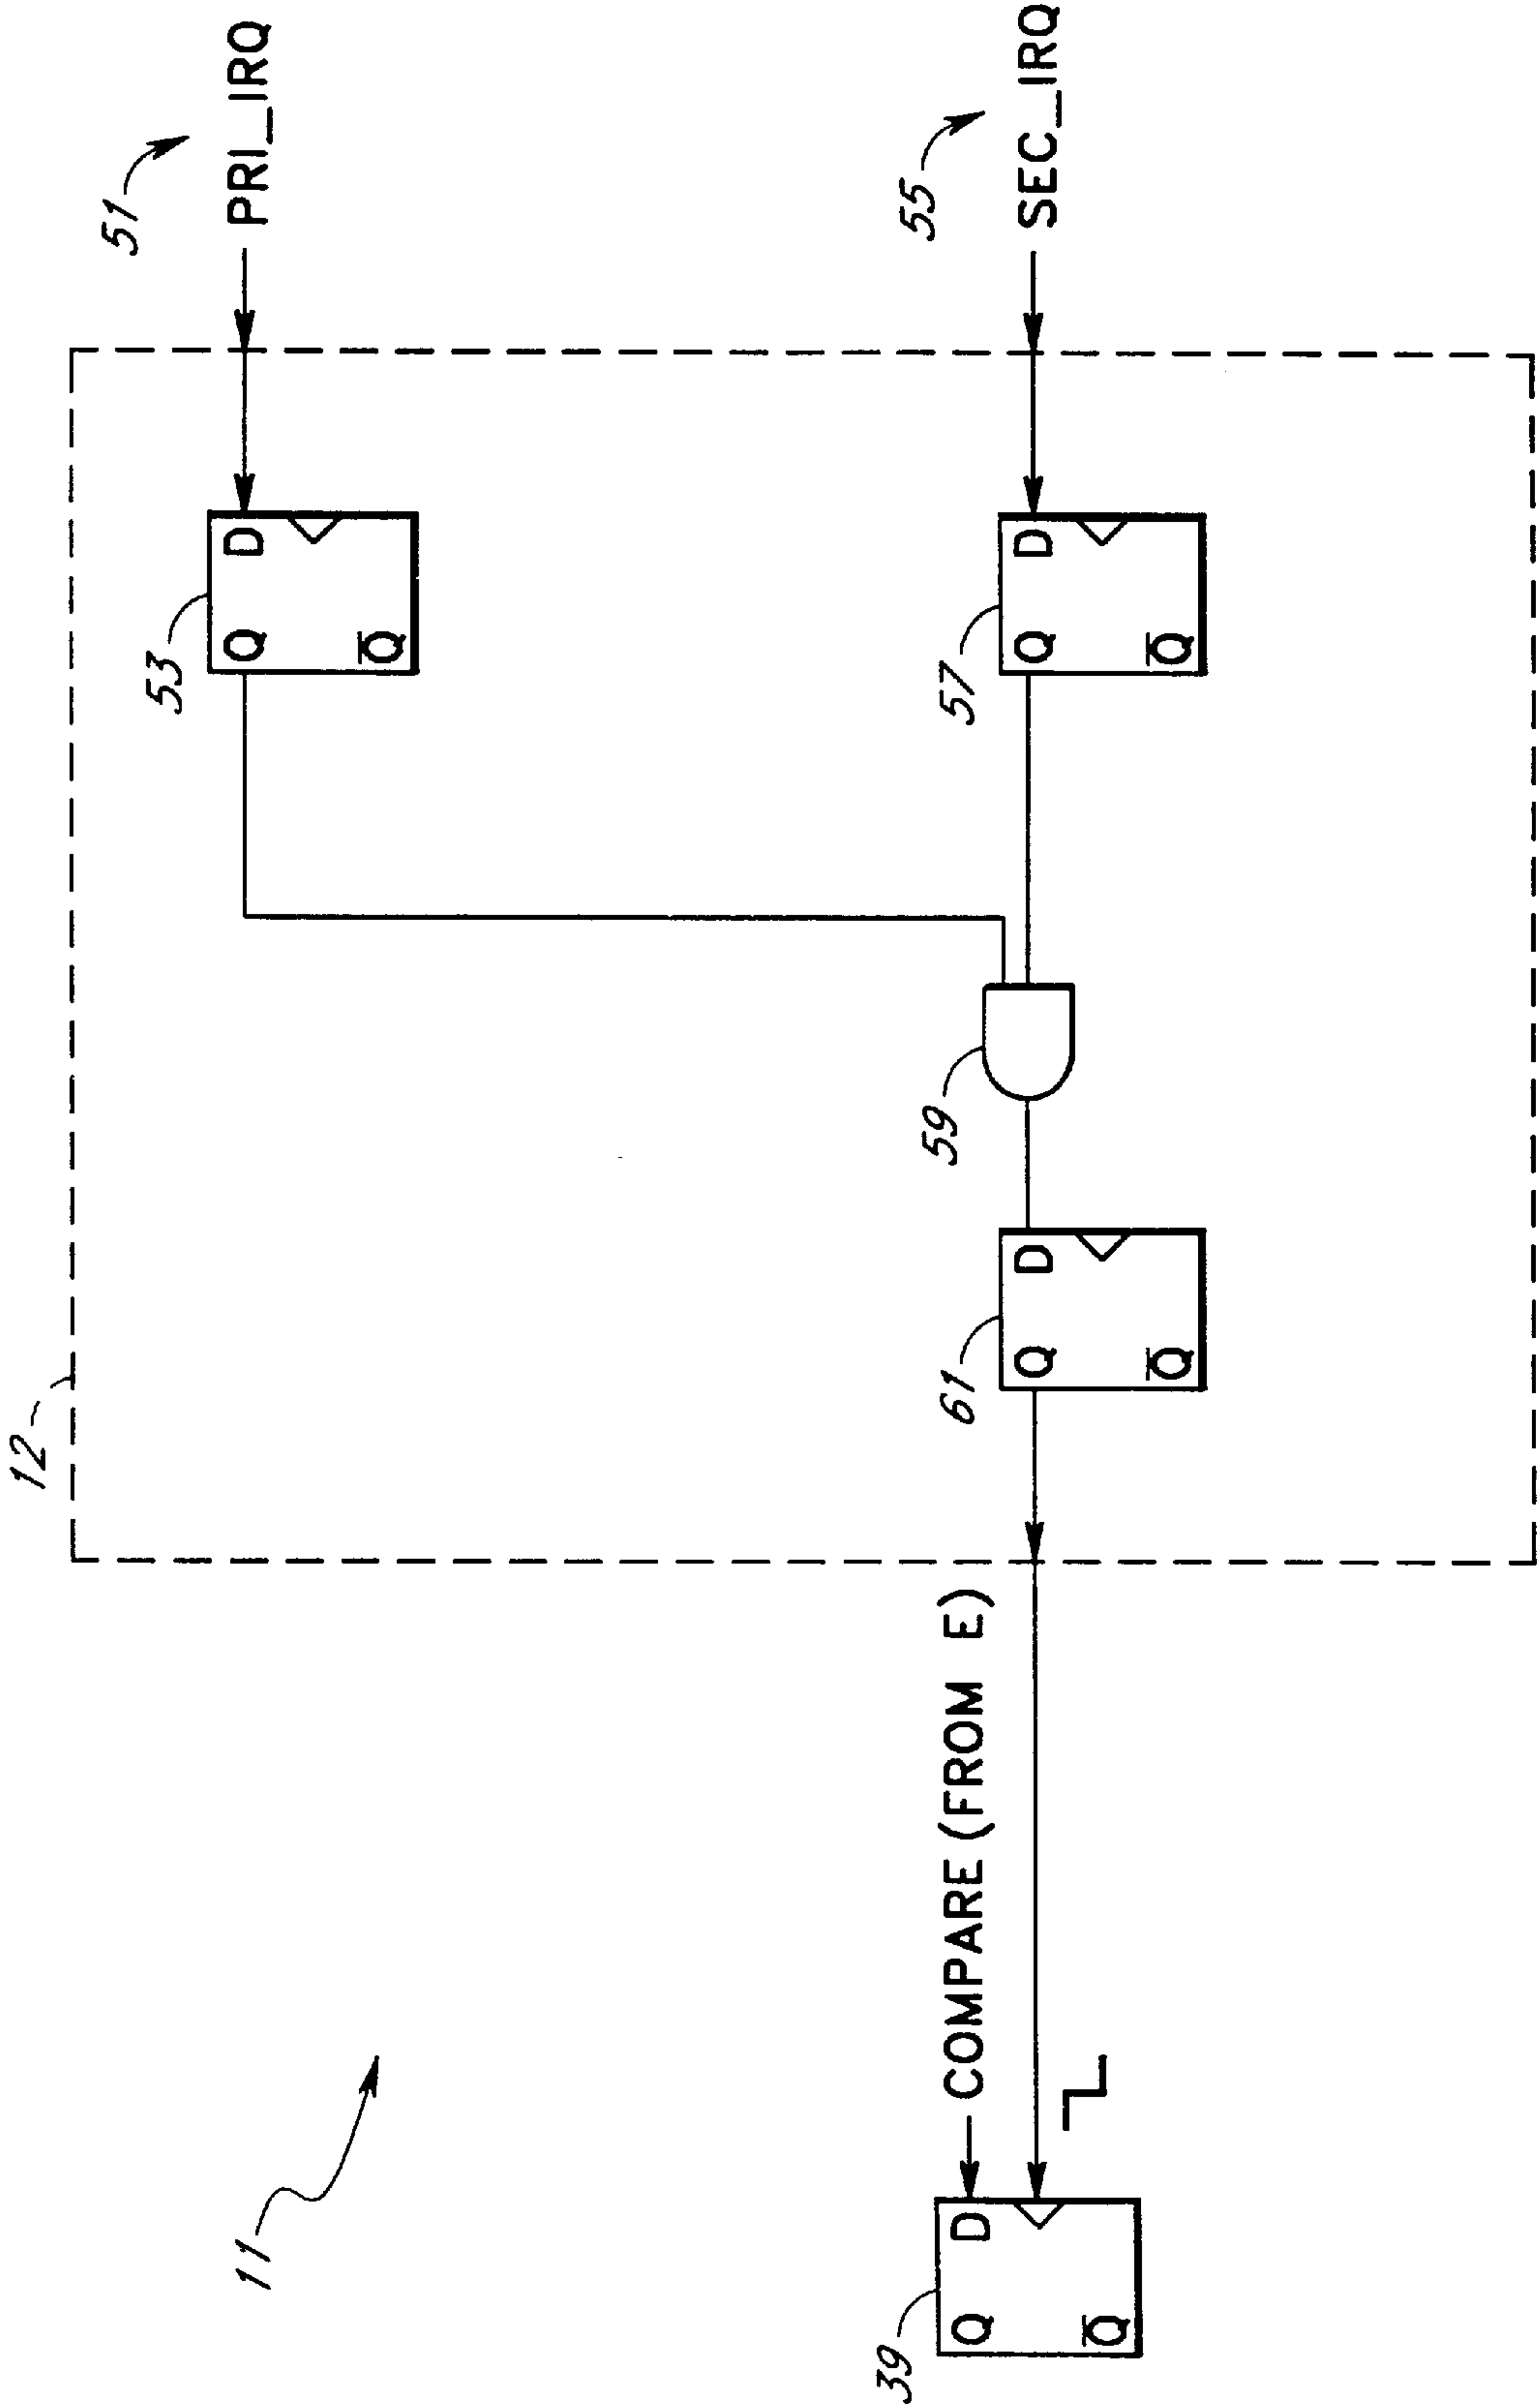 12
51
53
11
Q D
PRI_IRQ
Q̅
39
61
59
57
55
Q D
COMPARE (FROM E)
Q D
Q D
SEC_IRQ
Q̅
Q̅
Q̅